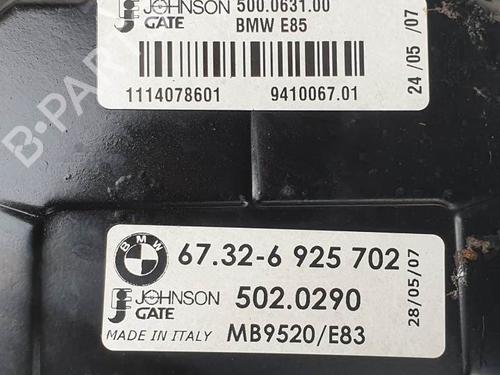 JOHNSON 500.0631.00
GATE BMW E85
24/05/07
1114078601 9410067.01
B-PARTS
BMW
67.32-6 925 702
JOHNSON 502.0290
GATE
MADE IN ITALY MB9520/E83
28/05/07